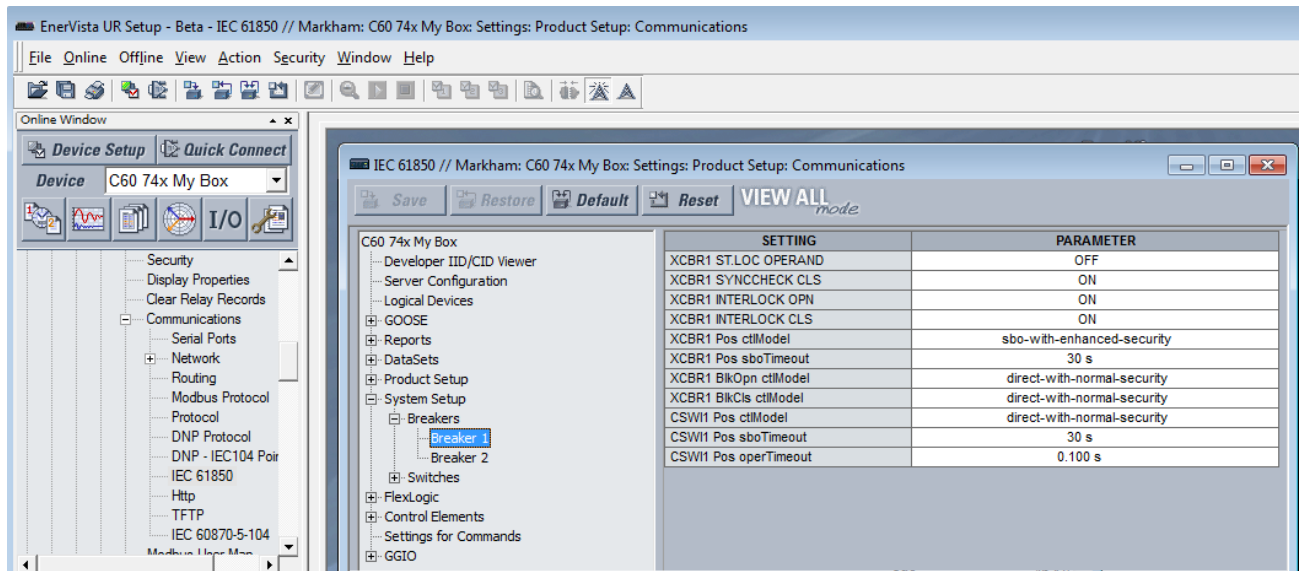 EnerVista UR Setup - Beta - IEC 61850 // Markham: C60 74x My Box: Settings: Product Setup: Communications
File Online Offline View Action Security Window Help
Online Window
Device Setup Quick Connect
Device C60 74x My Box
I/O
Security
Display Properties
Clear Relay Records
Communications
Serial Ports
Network
Routing
Modbus Protocol
Protocol
DNP Protocol
DNP - IEC104 Poir
IEC 61850
Http
TFTP
IEC 60870-5-104
Modbus User Map
IEC 61850 // Markham: C60 74x My Box: Settings: Product Setup: Communications
Save Restore Default Reset VIEW ALL mode
C60 74x My Box
Developer IID/CID Viewer
Server Configuration
Logical Devices
GOOSE
Reports
DataSets
Product Setup
System Setup
Breakers
Breaker 1
Breaker 2
Switches
FlexLogic
Control Elements
Settings for Commands
GGIO
SETTING PARAMETER
XCBR1 ST.LOC OPERAND OFF
XCBR1 SYNCCHECK CLS ON
XCBR1 INTERLOCK OPN ON
XCBR1 INTERLOCK CLS ON
XCBR1 Pos ctlModel sbo-with-enhanced-security
XCBR1 Pos sboTimeout 30 s
XCBR1 BlkOpn ctlModel direct-with-normal-security
XCBR1 BlkCls ctlModel direct-with-normal-security
CSWI1 Pos ctlModel direct-with-normal-security
CSWI1 Pos sboTimeout 30 s
CSWI1 Pos operTimeout 0.100 s